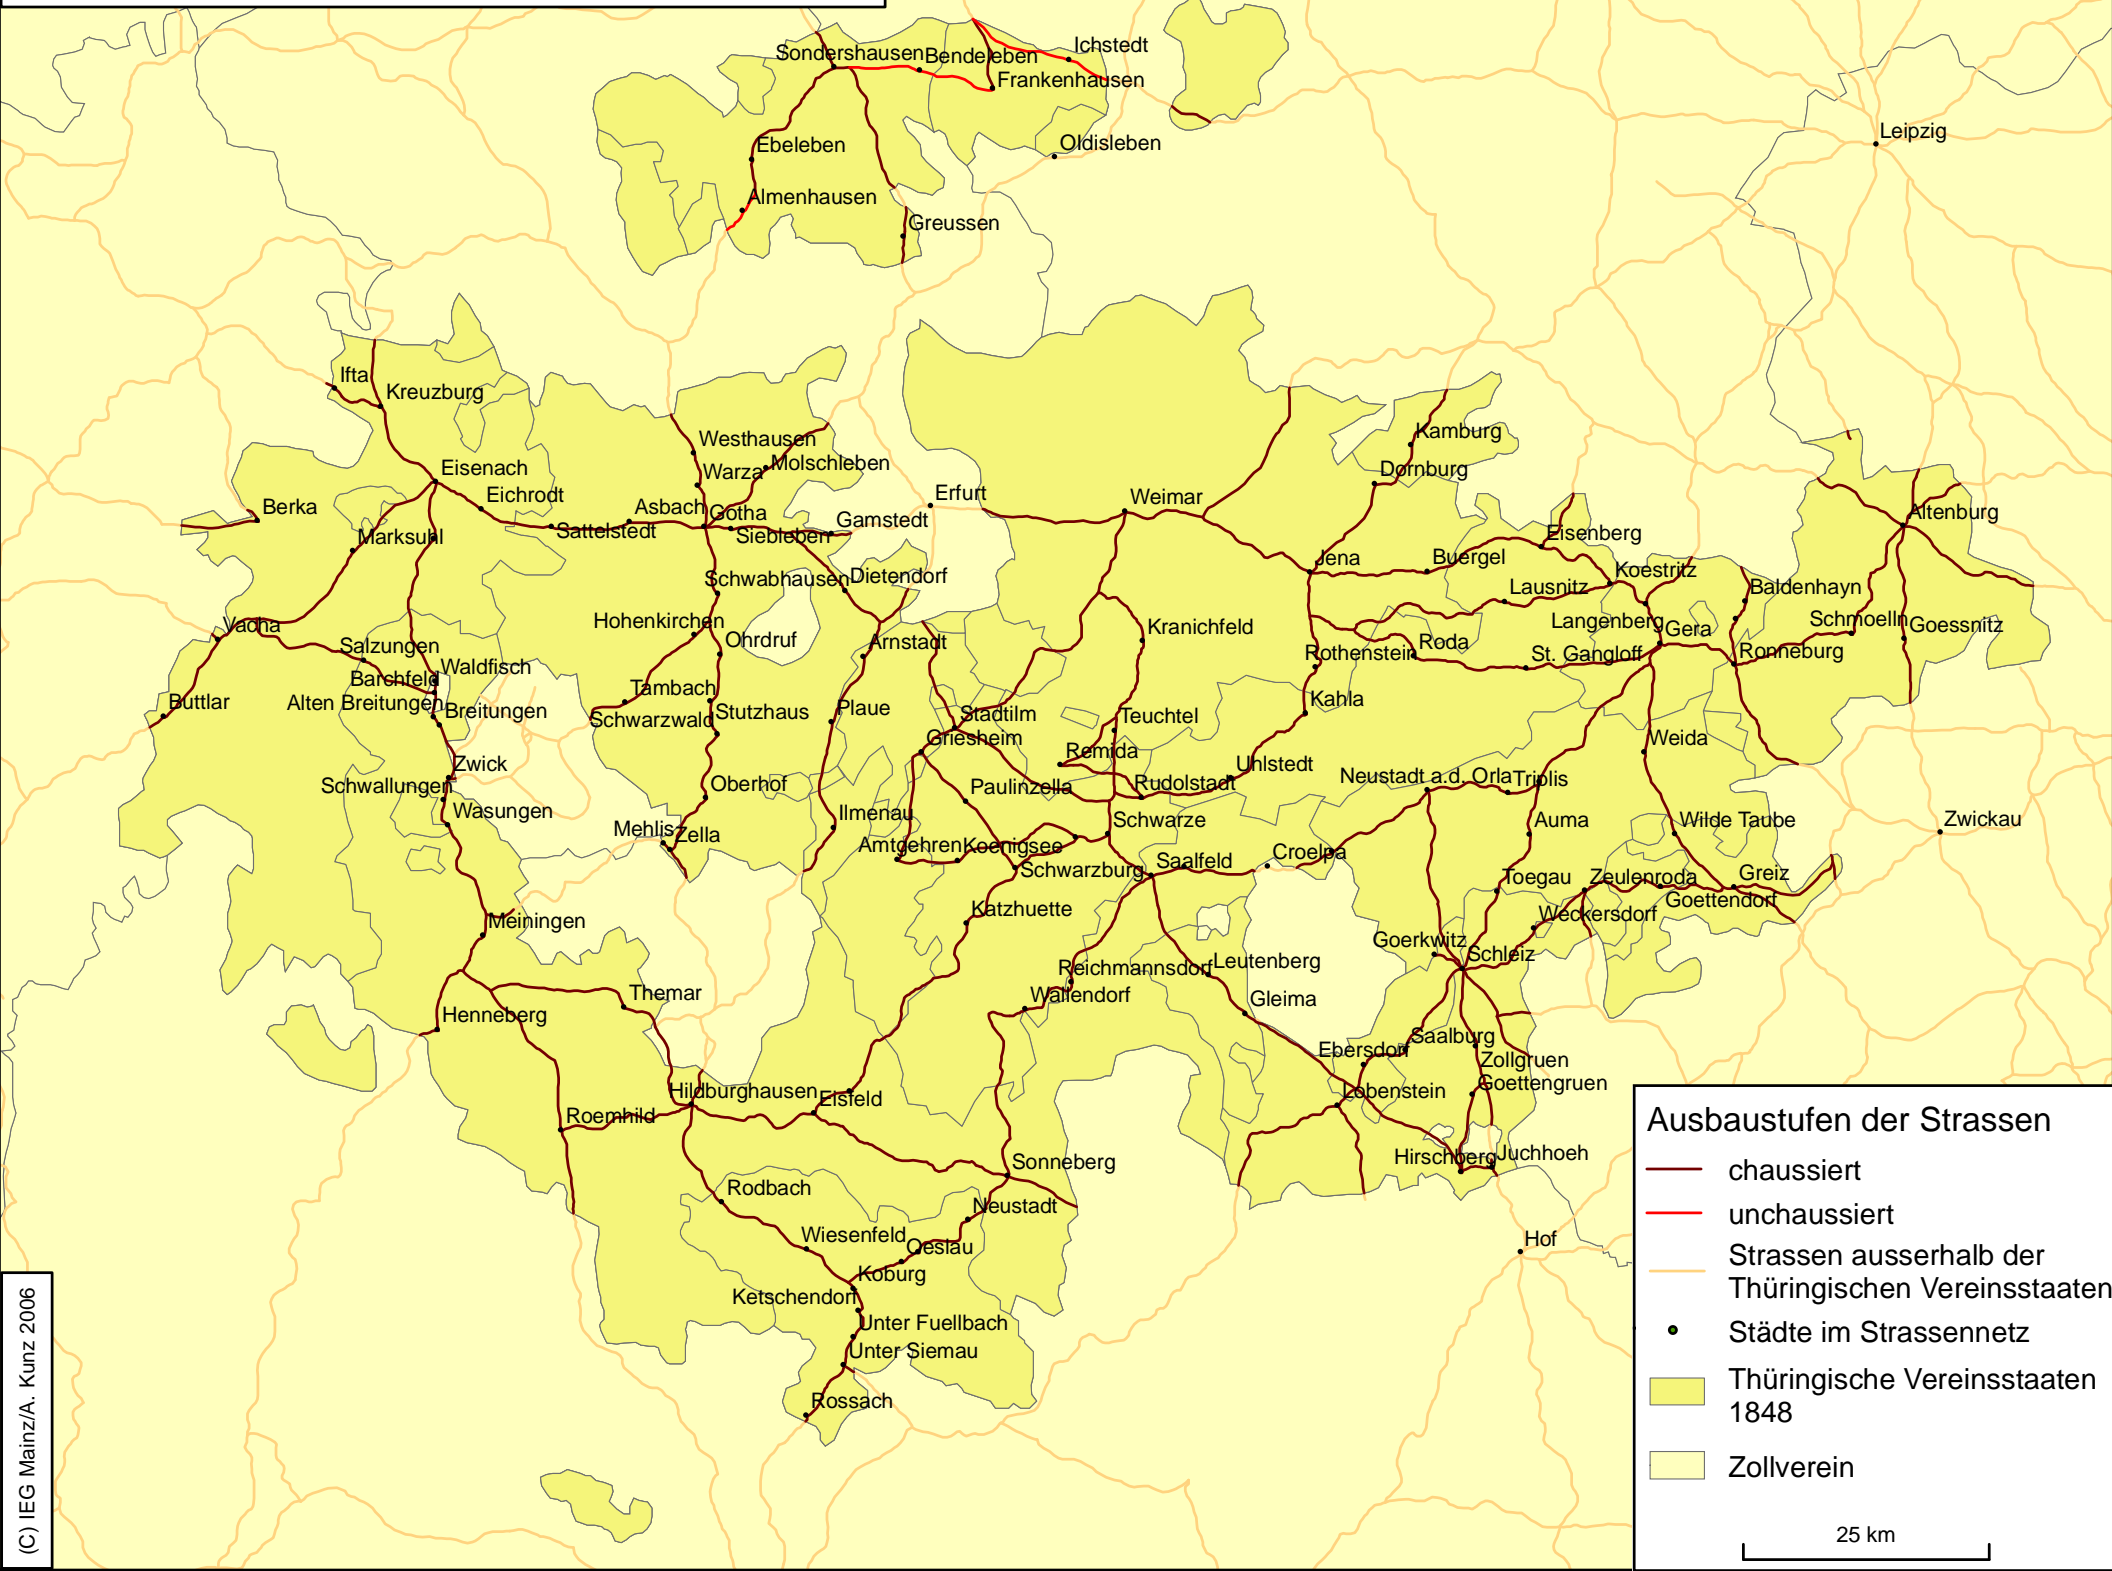 Sondershausen
Bendeleben
Ichstedt
Frankenhausen
Ebeleben
Oldisleben
Almenhausen
Greussen
Leipzig
Ifta
Kreuzburg
Westhausen
Warza
Molschleben
Kamburg
Dornburg
Eisenach
Eichrodt
Berka
Marksuhl
Sattelstedt
Asbach
Gotha
Siebleben
Gamstedt
Erfurt
Weimar
Eisenberg
Altenburg
Jena
Buergel
Koestritz
Lausnitz
Baldenhayn
Schwabhausen
Dietendorf
Hohenkirchen
Ohrdruf
Arnstadt
Kranichfeld
Rothenstein
Roda
Langenberg
Gera
St. Gangloff
Schmoelln
Goessnitz
Ronneburg
Vacha
Salzungen
Waldfisch
Barchfeld
Alten Breitungen
Breitungen
Buttlar
Tambach
Schwarzwald
Stutzhaus
Plaue
Stadtilm
Griesheim
Teuchtel
Remida
Kahla
Weida
Zwick
Schwallungen
Wasungen
Oberhof
Paulinzella
Rudolstadt
Uhlstedt
Neustadt a.d. Orla
Triplis
Mehlis
Zella
Ilmenau
Amtgehren
Koenigsee
Schwarze
Schwarzburg
Saalfeld
Croelpa
Auma
Wilde Taube
Zwickau
Toegau
Zeulenroda
Greiz
Goettendorf
Weckersdorf
Meiningen
Katzhuette
Goerkwitz
Schleiz
Reichmannsdorf
Leutenberg
Wallendorf
Gleima
Themar
Henneberg
Saalburg
Ebersdorf
Zollgruen
Goettengruen
Lobenstein
Hildburghausen
Eisfeld
Roemhild
Hirschberg
Juchhoeh
Sonneberg
Rodbach
Neustadt
Wiesenfeld
Oeslau
Koburg
Ketschendorf
Unter Fuellbach
Unter Siemau
Rossach
Hof
Ausbaustufen der Strassen
chaussiert
unchaussiert
Strassen ausserhalb der
Thüringischen Vereinsstaaten
Städte im Strassennetz
Thüringische Vereinsstaaten
1848
Zollverein
25 km
(C) IEG Mainz/A. Kunz 2006